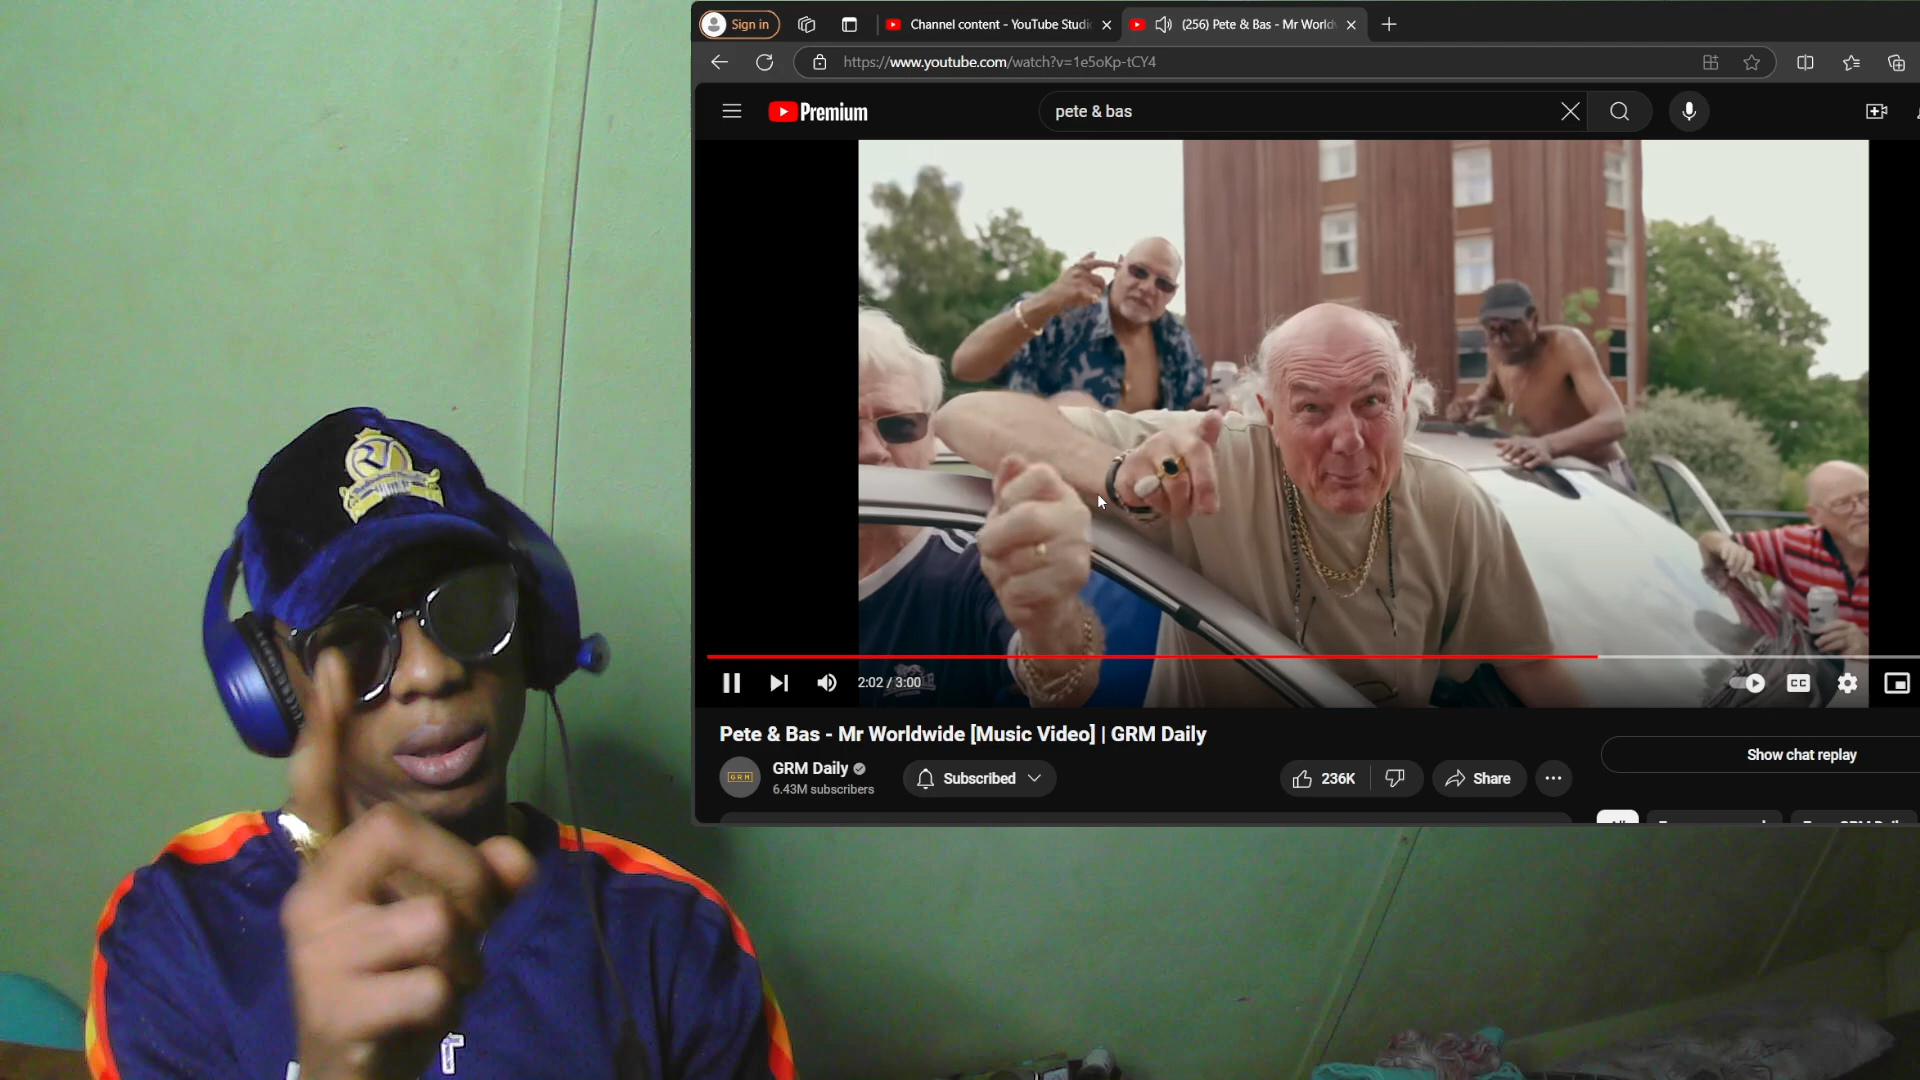 Sign in
Channel content - YouTube Studi
(256) Pete & Bas - Mr World
https://www.youtube.com/watch?v=1e5oKp-tCY4
Premium
pete & bas
2:02 / 3:00
CC
Pete & Bas - Mr Worldwide [Music Video] | GRM Daily
GRM
GRM Daily
6.43M subscribers
Subscribed
236K
Share
Show chat replay